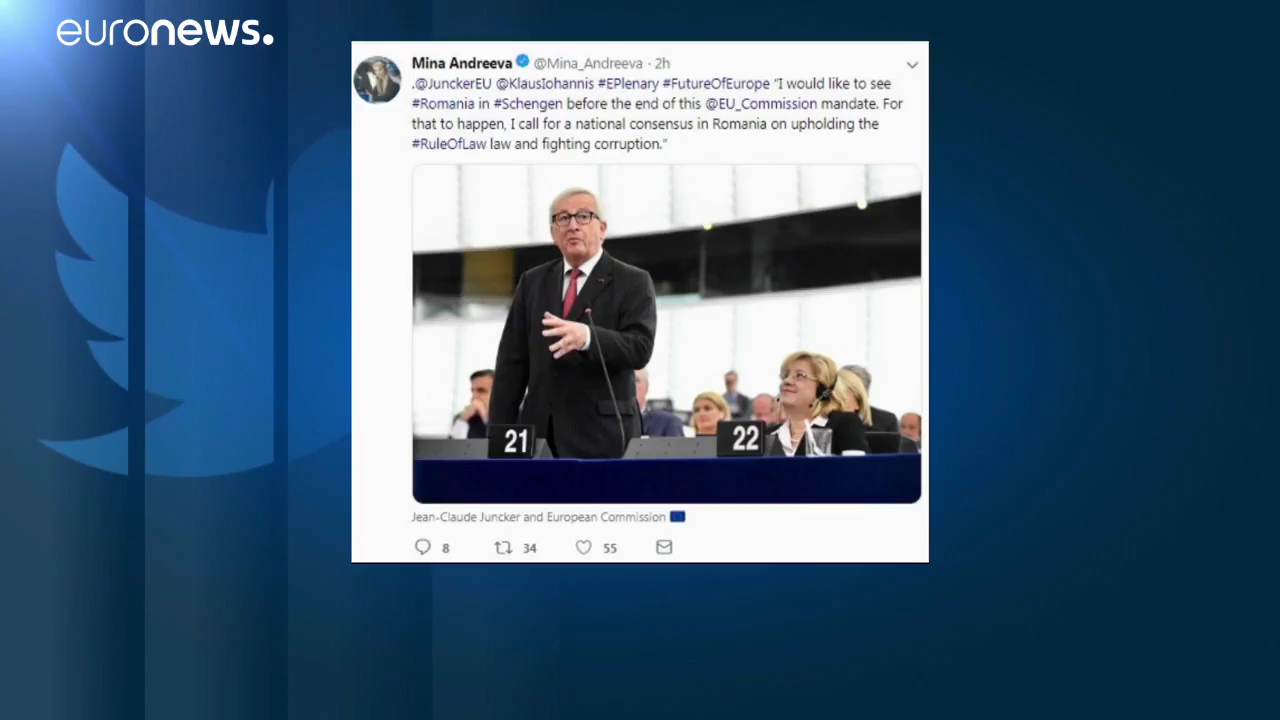 euronews.
Mina Andreeva @Mina_Andreeva · 2h
.@JunckerEU @KlausIohannis #EPlenary #FutureOfEurope “I would like to see
#Romania in #Schengen before the end of this @EU_Commission mandate. For
that to happen, I call for a national consensus in Romania on upholding the
#RuleOfLaw law and fighting corruption.”
21
22
Jean-Claude Juncker and European Commission
8 34 55